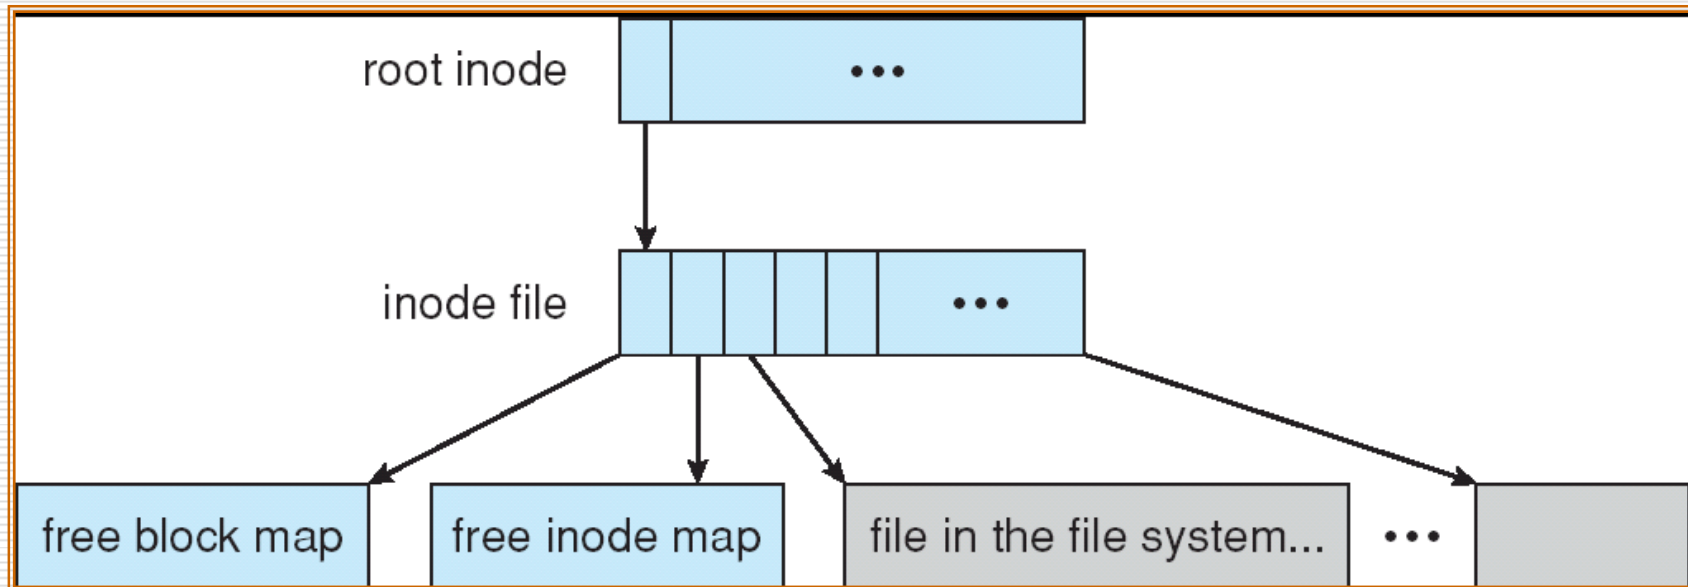 root inode
•••
inode file
•••
free block map
free inode map
file in the file system...
•••